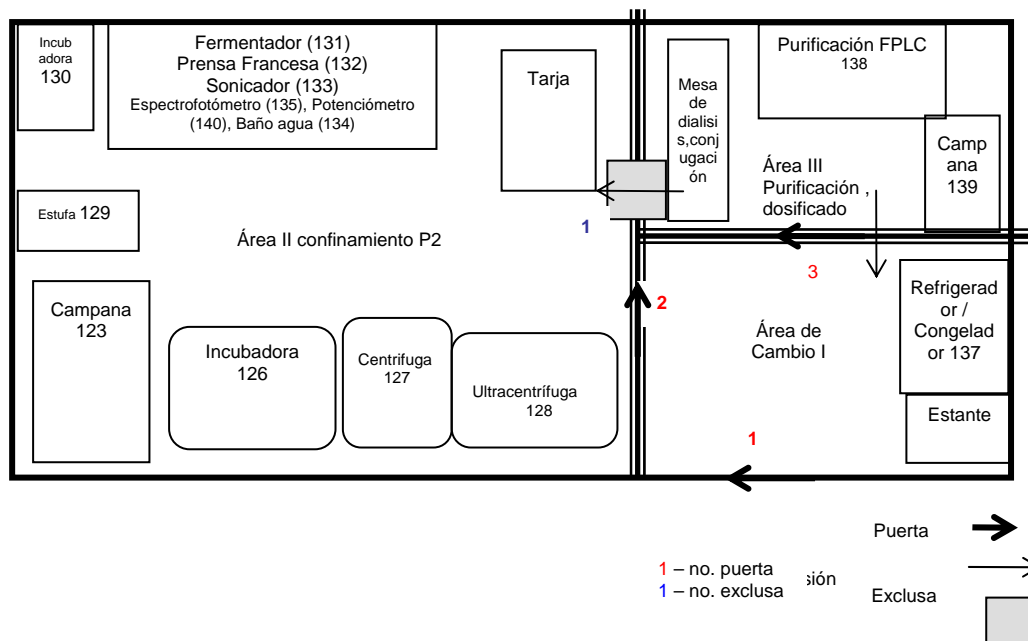 Incub
adora
130
Fermentador (131)
Prensa Francesa (132)
Sonicador (133)
Espectrofotómetro (135), Potenciómetro
(140), Baño agua (134)
Tarja
Mesa
de
dialisi
s,conj
ugaci
ón
Purificación FPLC
138
Camp
ana
139
Área III
Purificación ,
dosificado
Estufa 129
1
Área II confinamiento P2
3
2
Campana
123
Incubadora
126
Centrifuga
127
Ultracentrífuga
128
Área de
Cambio I
Refrigerad
or /
Congelad
or 137
Estante
1
Puerta
1 – no. puerta
1 – no. exclusa
sión
Exclusa